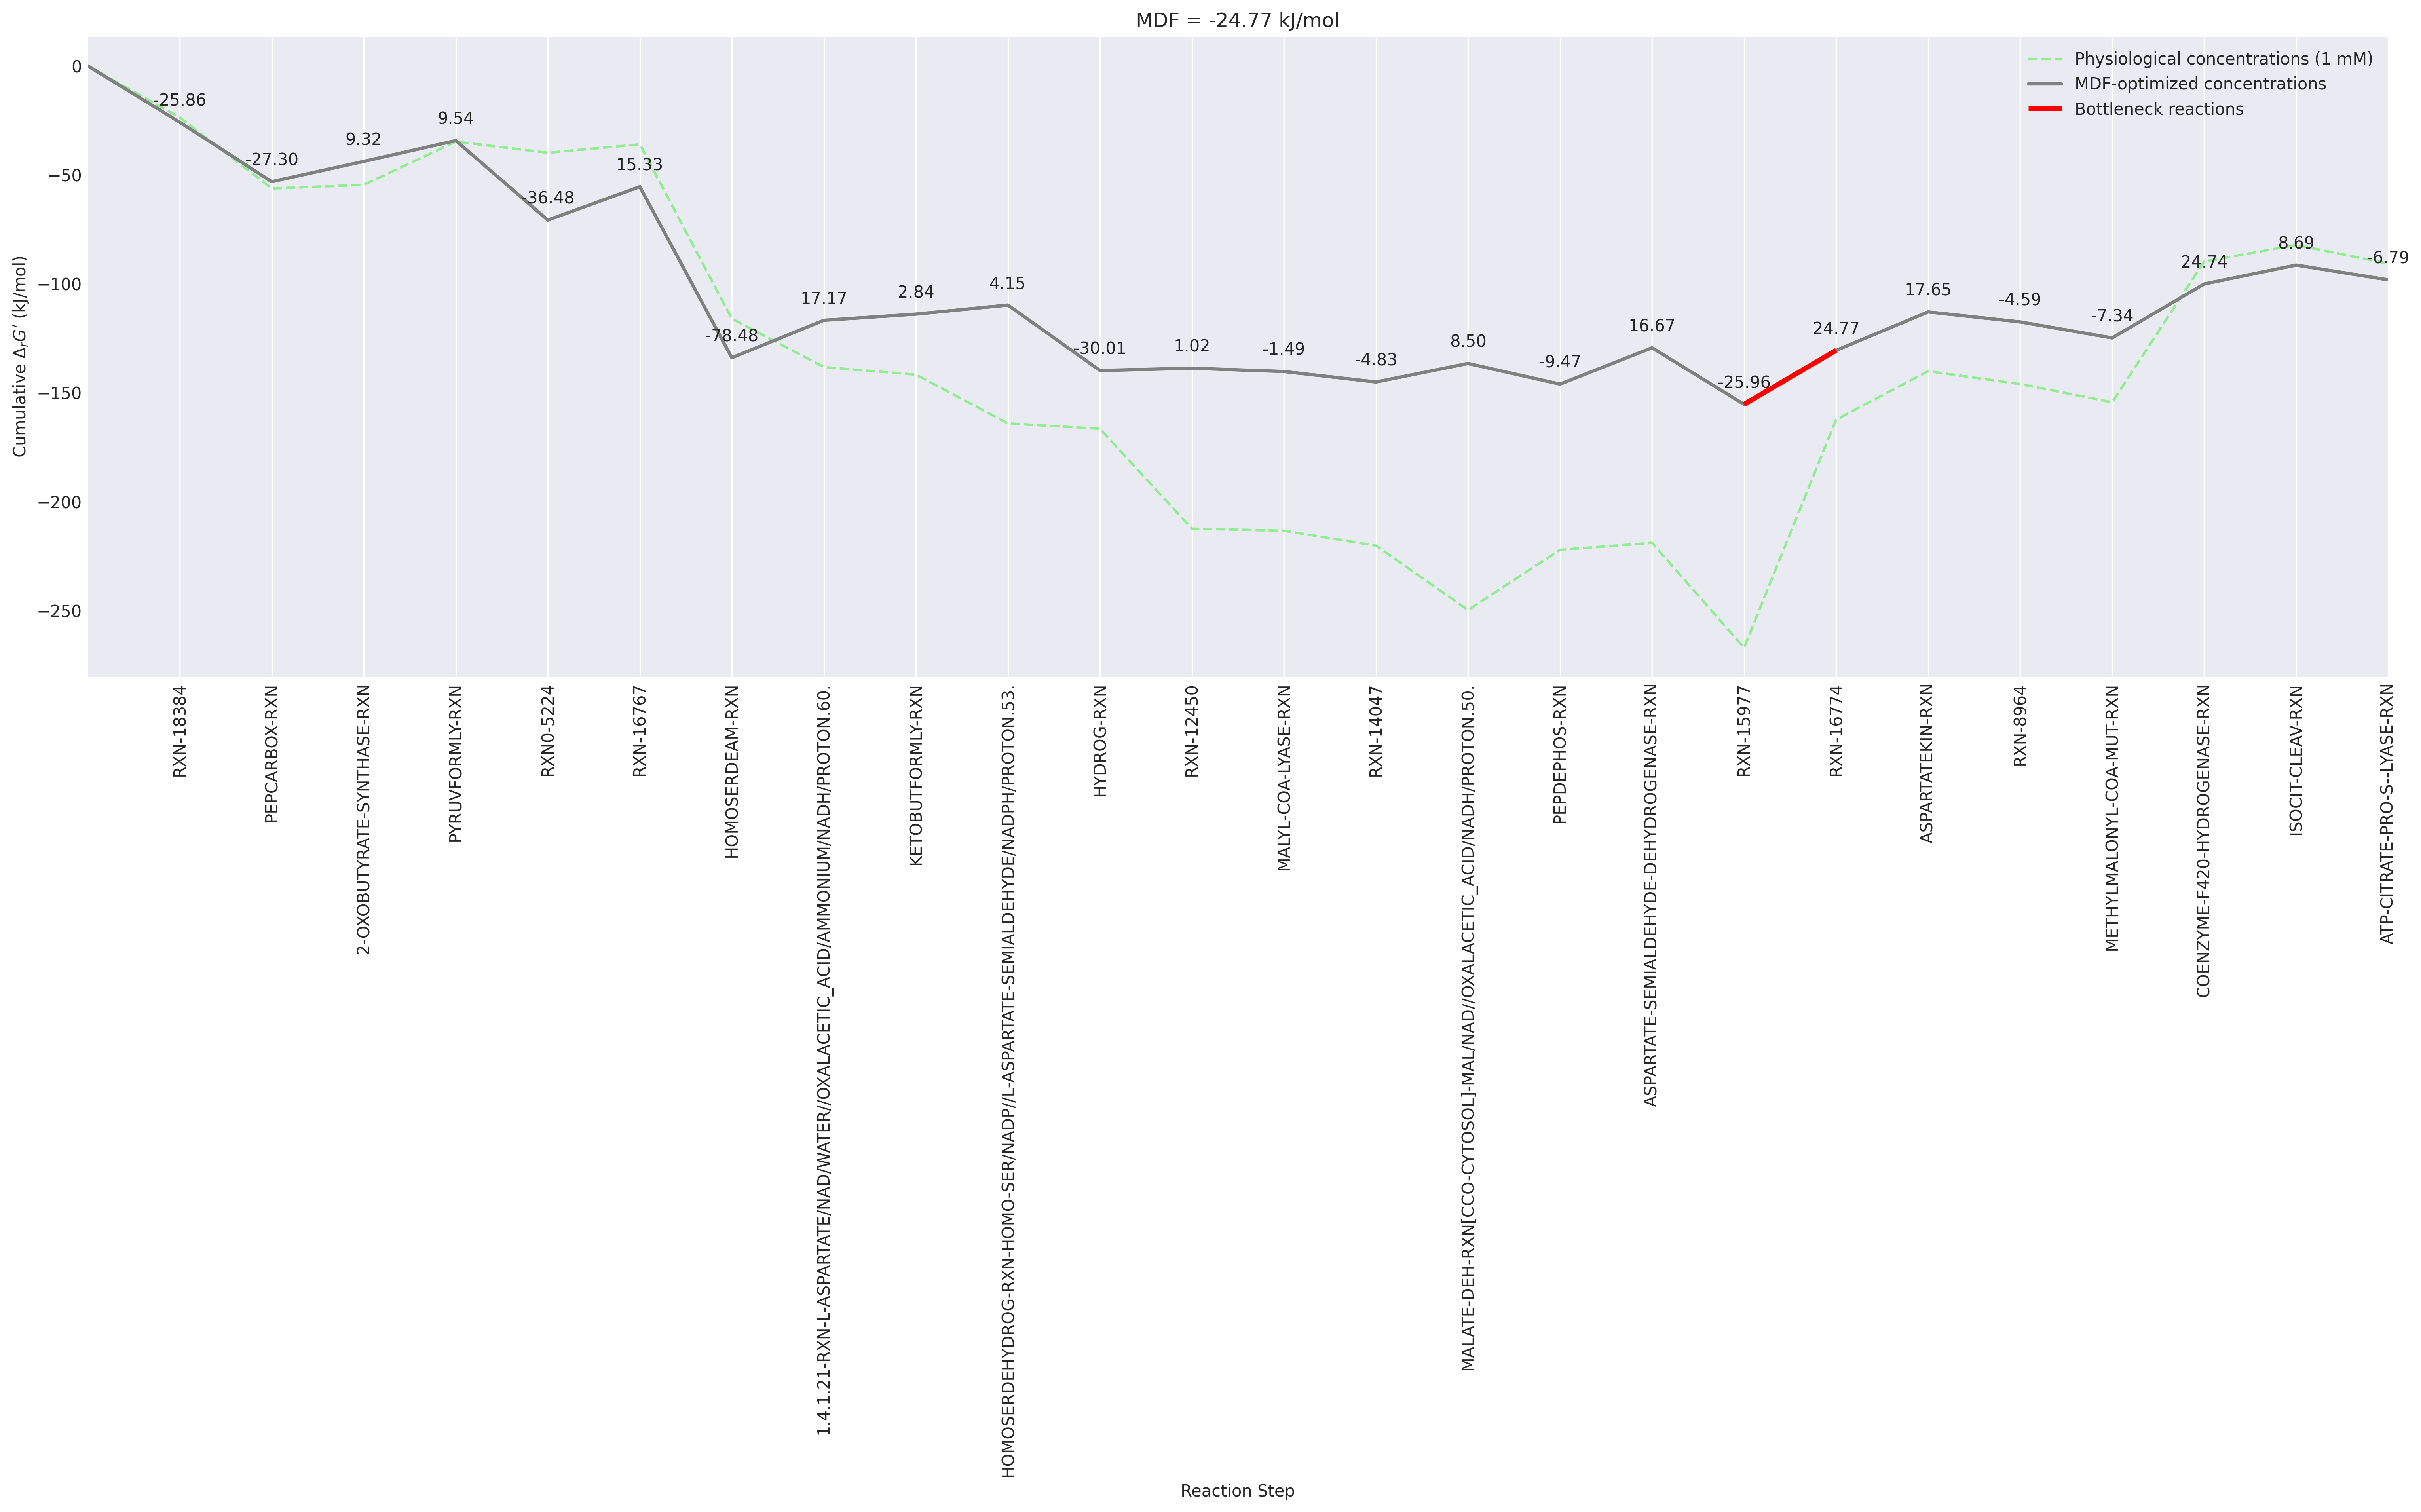 MDF = -24.77 kJ/mol
Physiological concentrations (1 mM)
MDF-optimized concentrations
Bottleneck reactions
Cumulative ΔrG′ (kJ/mol)
0
−50
−100
−150
−200
−250
-25.86
-27.30
9.32
9.54
-36.48
15.33
-78.48
17.17
2.84
4.15
-30.01
1.02
-1.49
-4.83
8.50
-9.47
16.67
-25.96
24.77
17.65
-4.59
-7.34
24.74
8.69
-6.79
RXN-18384
PEPCARBOX-RXN
2-OXOBUTYRATE-SYNTHASE-RXN
PYRUVFORMLY-RXN
RXN0-5224
RXN-16767
HOMOSERDEAM-RXN
1.4.1.21-RXN-L-ASPARTATE/NAD/WATER//OXALACETIC_ACID/AMMONIUM/NADH/PROTON.60.
KETOBUTFORMLY-RXN
HOMOSERDEHYDROG-RXN-HOMO-SER/NADP//L-ASPARTATE-SEMIALDEHYDE/NADPH/PROTON.53.
HYDROG-RXN
RXN-12450
MALYL-COA-LYASE-RXN
RXN-14047
MALATE-DEH-RXN[CCO-CYTOSOL]-MAL/NAD//OXALACETIC_ACID/NADH/PROTON.50.
PEPDEPHOS-RXN
ASPARTATE-SEMIALDEHYDE-DEHYDROGENASE-RXN
RXN-15977
RXN-16774
ASPARTATEKIN-RXN
RXN-8964
METHYLMALONYL-COA-MUT-RXN
COENZYME-F420-HYDROGENASE-RXN
ISOCIT-CLEAV-RXN
ATP-CITRATE-PRO-S--LYASE-RXN
Reaction Step